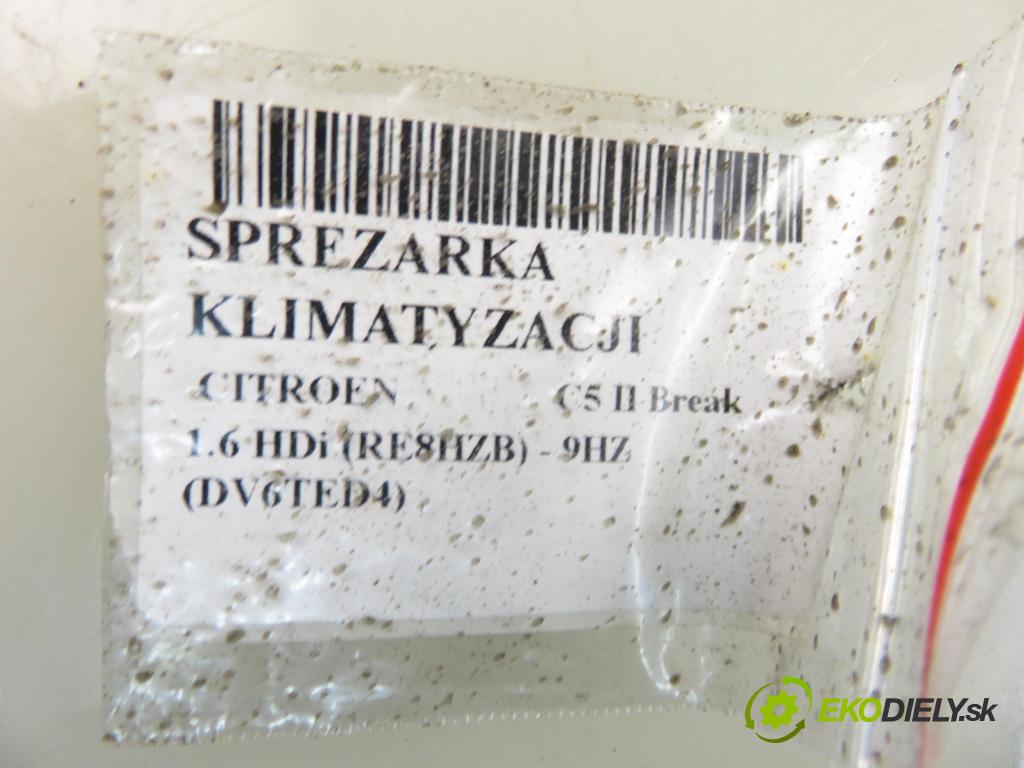 SPREZARKA
KLIMATYZACJI
CITROEN C5 II Break
1.6 HDi (RE8HZB) - 9HZ
(DV6TED4)
EKODIELY.sk